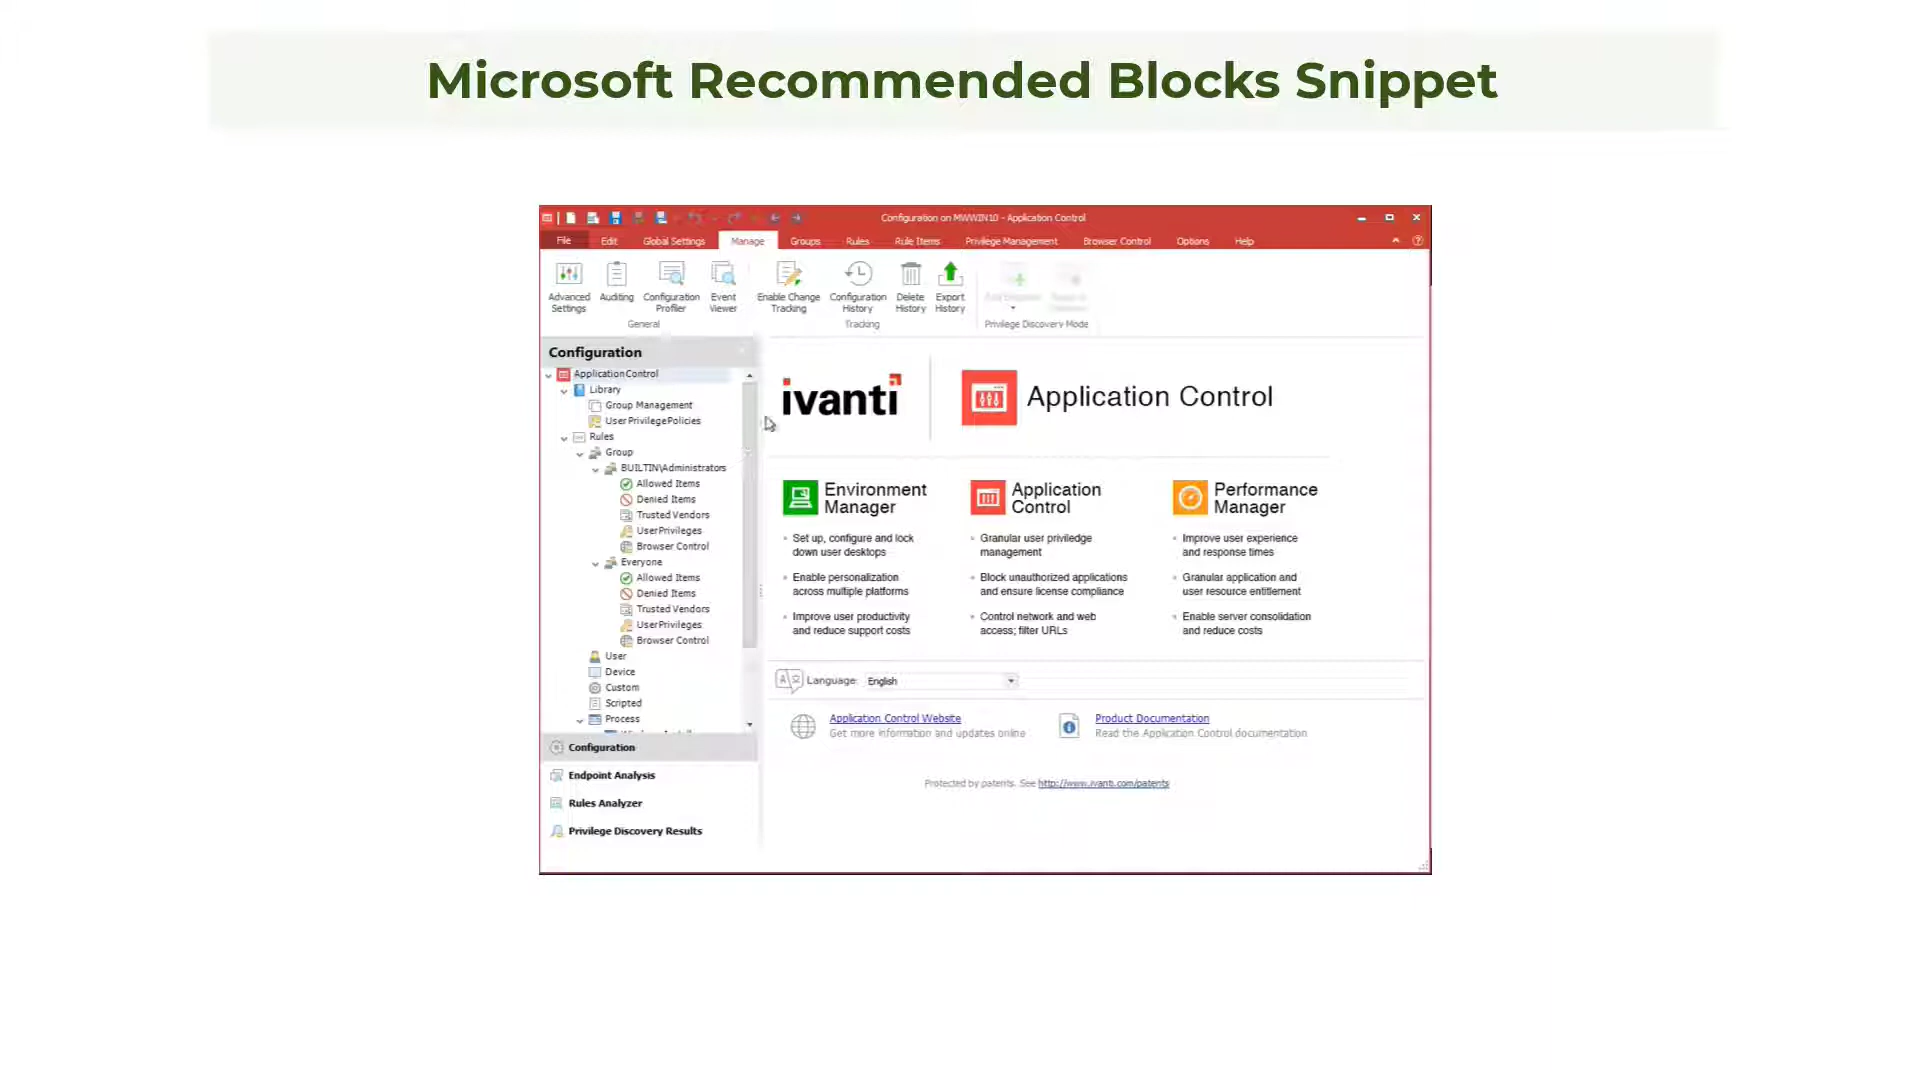 Microsoft Recommended Blocks Snippet
Configuration on MWWIN10 - Application Control
File Edit Global Settings Manage Groups Rules Rule Items Privilege Management Browser Control Options Help
Advanced Settings
Auditing
Configuration Profiler
Event Viewer
Enable Change Tracking
Configuration History
Delete History
Export History
General
Tracking
Privilege Discovery Mode
Configuration
Application Control
Library
Group Management
User Privilege Policies
Rules
Group
BUILTIN\Administrators
Allowed Items
Denied Items
Trusted Vendors
User Privileges
Browser Control
Everyone
Allowed Items
Denied Items
Trusted Vendors
User Privileges
Browser Control
User
Device
Custom
Scripted
Process
Configuration
Endpoint Analysis
Rules Analyzer
Privilege Discovery Results
ivanti
Application Control
Environment
Manager
Set up, configure and lock
down user desktops
Enable personalization
across multiple platforms
Improve user productivity
and reduce support costs
Application
Control
Granular user priviledge
management
Block unauthorized applications
and ensure license compliance
Control network and web
access; filter URLs
Performance
Manager
Improve user experience
and response times
Granular application and
user resource entitlement
Enable server consolidation
and reduce costs
Language: English
Application Control Website
Get more information and updates online
Product Documentation
Read the Application Control documentation
Protected by patents. See http://www.ivanti.com/patents